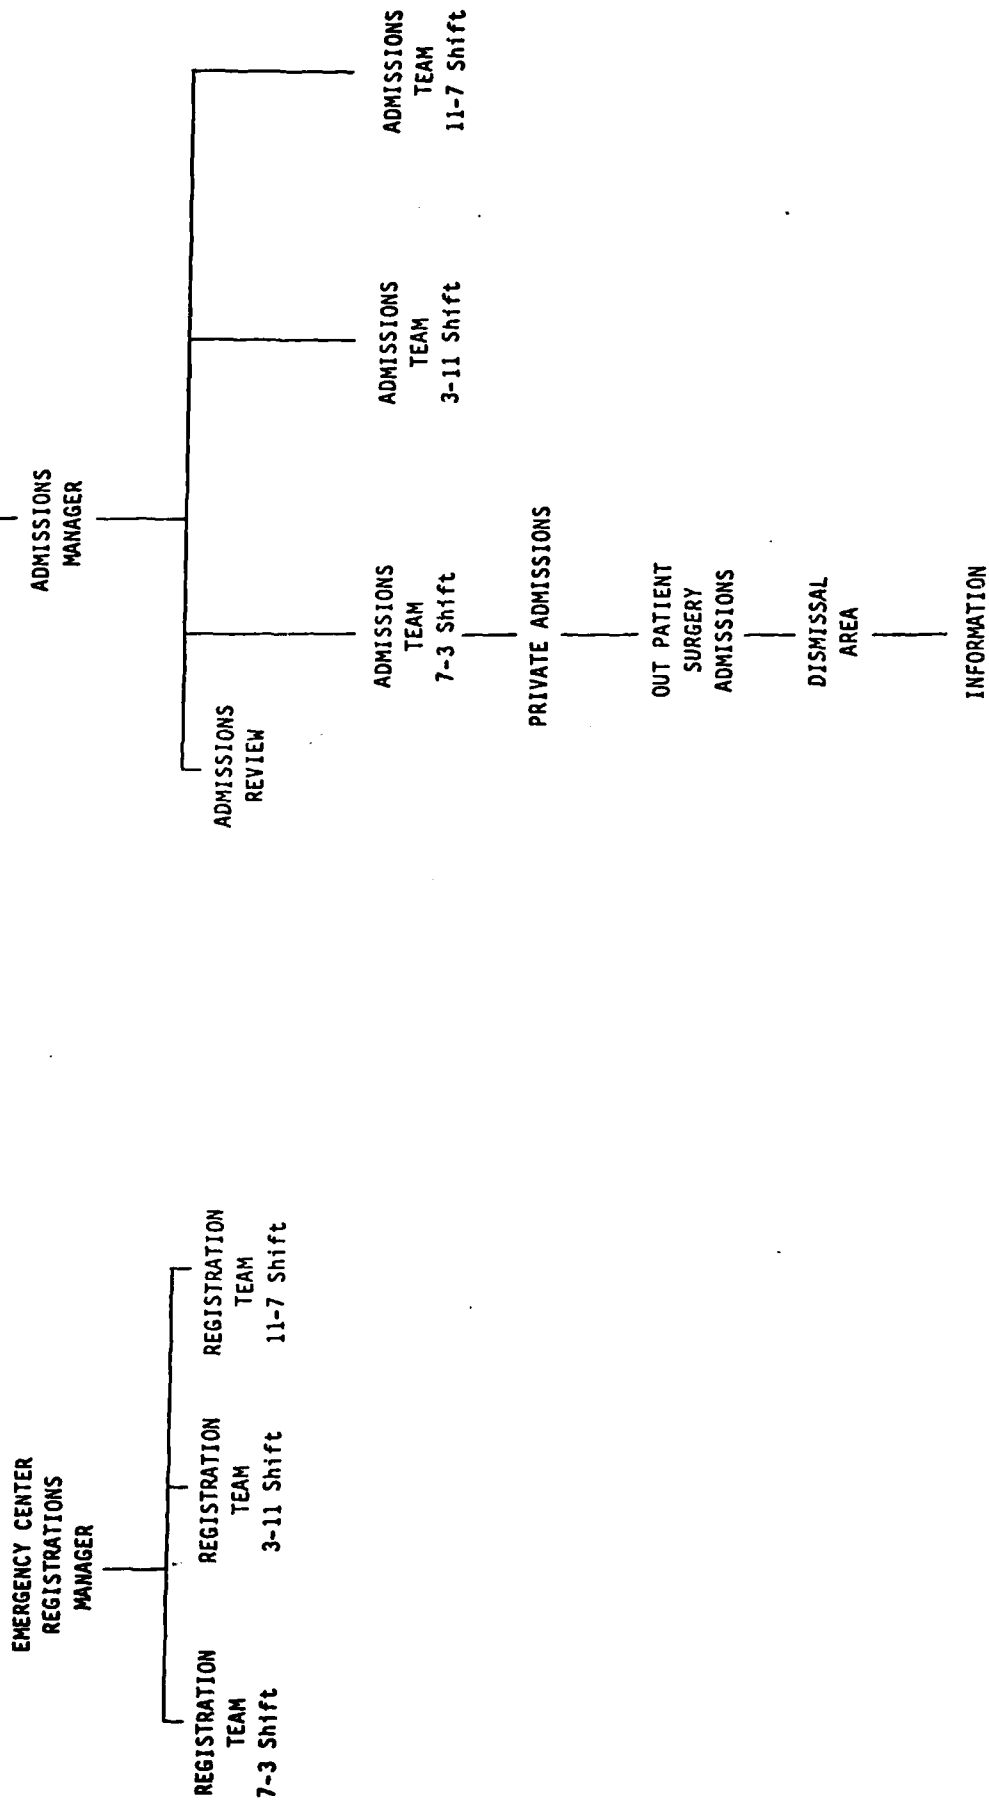 EMERGENCY CENTER
REGISTRATIONS
MANAGER
REGISTRATION
TEAM
7-3 Shift
REGISTRATION
TEAM
3-11 Shift
REGISTRATION
TEAM
11-7 Shift
ADMISSIONS
MANAGER
ADMISSIONS
REVIEW
ADMISSIONS
TEAM
7-3 Shift
PRIVATE ADMISSIONS
OUT PATIENT
SURGERY
ADMISSIONS
DISMISSAL
AREA
INFORMATION
ADMISSIONS
TEAM
3-11 Shift
ADMISSIONS
TEAM
11-7 Shift